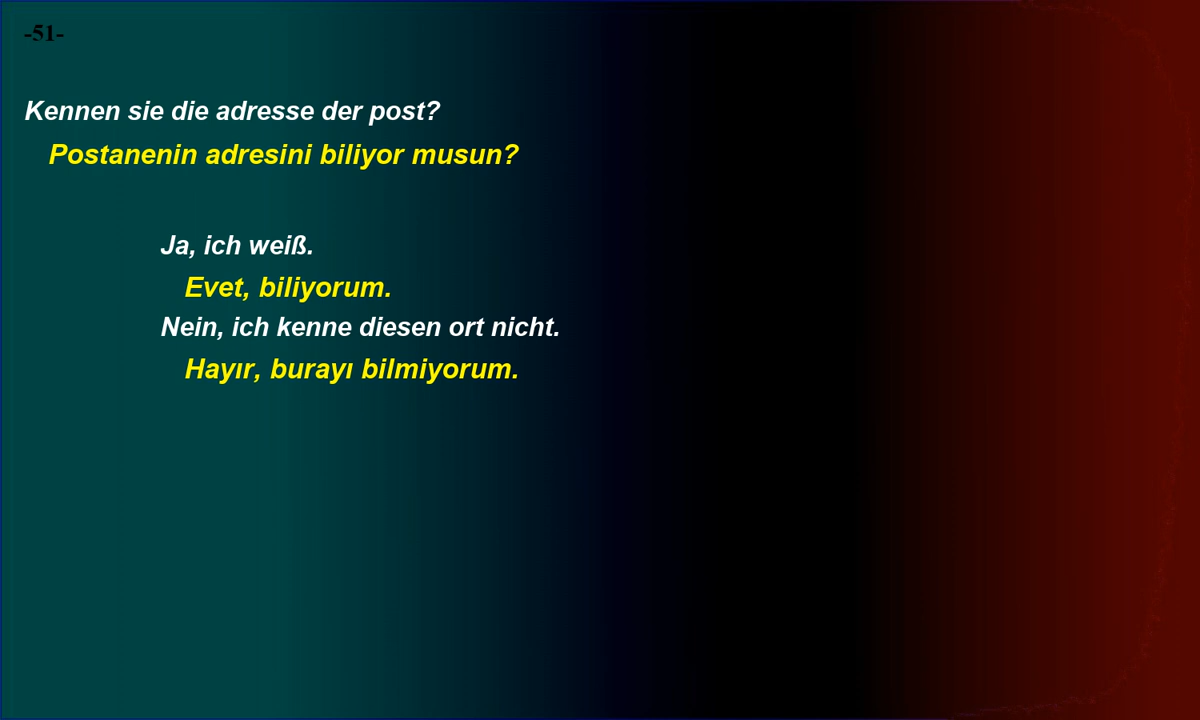 -51-
Kennen sie die adresse der post?
Postanenin adresini biliyor musun?
Ja, ich weiß.
Evet, biliyorum.
Nein, ich kenne diesen ort nicht.
Hayır, burayı bilmiyorum.